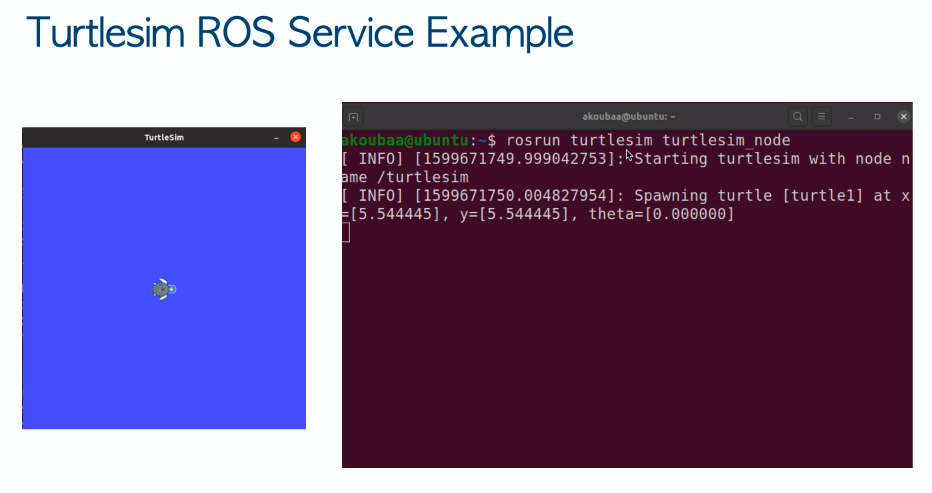 Turtlesim ROS Service Example
TurtleSim
akoubaa@ubuntu: ~
akoubaa@ubuntu:~$ rosrun turtlesim turtlesim_node
[ INFO] [1599671749.999042753]: Starting turtlesim with node n
ame /turtlesim
[ INFO] [1599671750.004827954]: Spawning turtle [turtle1] at x
=[5.544445], y=[5.544445], theta=[0.000000]